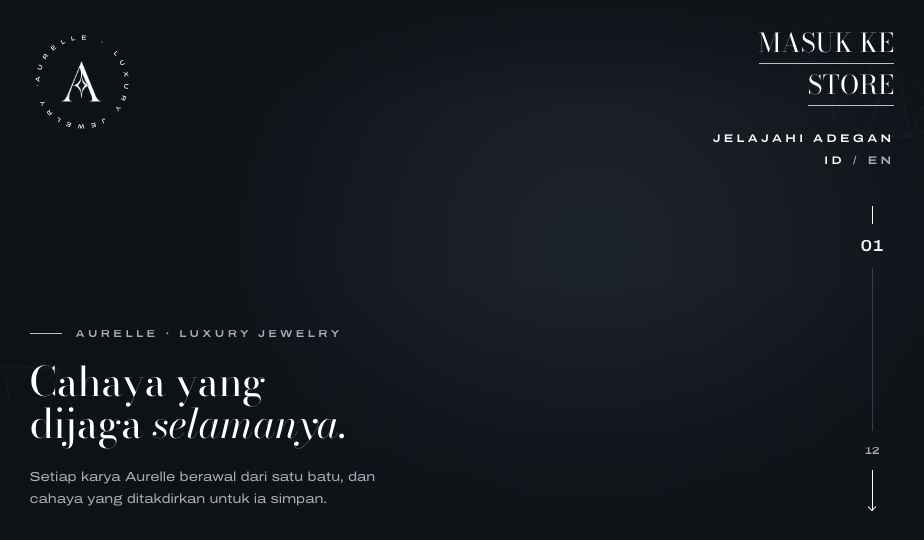 AURELLE · LUXURY JEWELRY ·
A
MASUK KE
STORE
JELAJAHI ADEGAN
ID / EN
01
AURELLE · LUXURY JEWELRY
Cahaya yang
dijaga selamanya.
Setiap karya Aurelle berawal dari satu batu, dan
cahaya yang ditakdirkan untuk ia simpan.
12